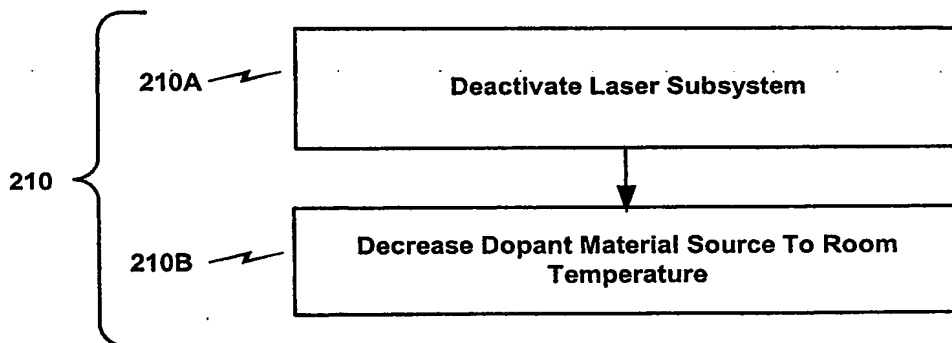 210A
Deactivate Laser Subsystem
210
210B
Decrease Dopant Material Source To Room
Temperature